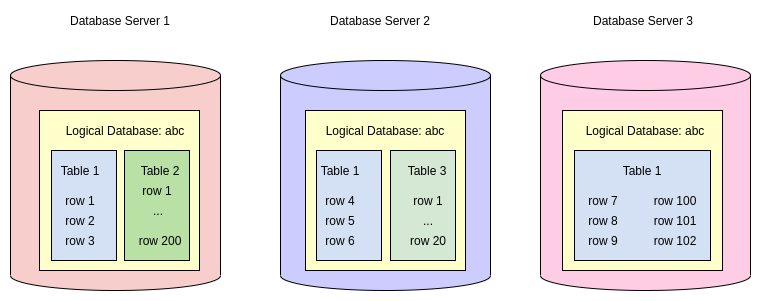 Database Server 1
Database Server 2
Database Server 3
Logical Database: abc
Table 1
row 1
row 2
row 3
Table 2
row 1
...
row 200
Logical Database: abc
Table 1
row 4
row 5
row 6
Table 3
row 1
...
row 20
Logical Database: abc
Table 1
row 7
row 8
row 9
row 100
row 101
row 102